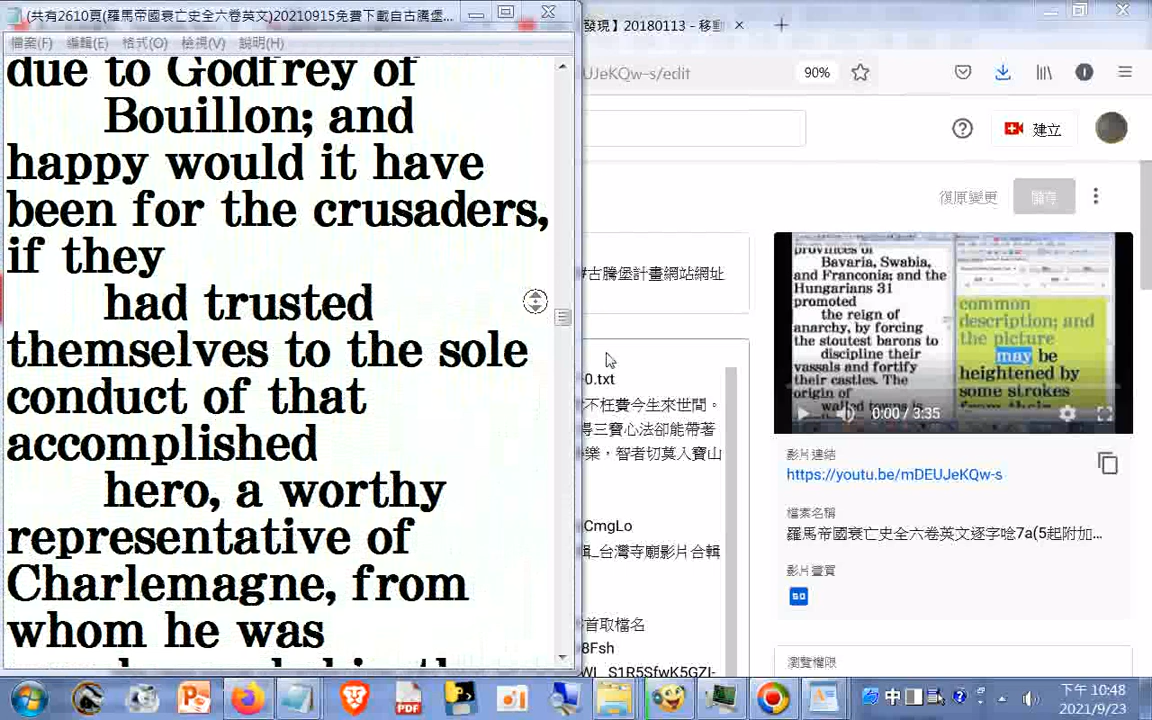 (共有2610頁(羅馬帝國衰亡史全六卷英文)20210915免費下載自古騰堡...
檔案(F) 編輯(E) 格式(O) 檢視(V) 說明(H)
due to Godfrey of
Bouillon; and
happy would it have
been for the crusaders,
if they
had trusted
themselves to the sole
conduct of that
accomplished
hero, a worthy
representative of
Charlemagne, from
whom he was
發現】20180113 - 移動
JJeKQw-s/edit
90%
建立
復原變更
儲存
#古騰堡計畫網站網址
0.txt
不枉費今生來世間。
得三寶心法卻能帶著
樂，智者切莫入寶山
CmgLo
輯_台灣寺廟影片合輯
首取檔名
8Fsh
WI_S1R5SfwK5GZI-
provinces of
Bavaria, Swabia,
and Franconia; and the
Hungarians 31
promoted
the reign of
anarchy, by forcing
the stoutest barons to
discipline their
vassals and fortify
their castles. The
origin of
walled towns is
common
description; and
the picture
may be
heightened by
some strokes
0:00 / 3:35
影片連結
https://youtu.be/mDEUJeKQw-s
檔案名稱
羅馬帝國衰亡史全六卷英文逐字唸7a(5起附加...
影片畫質
SD
瀏覽權限
PDF
中
下午 10:48
2021/9/23